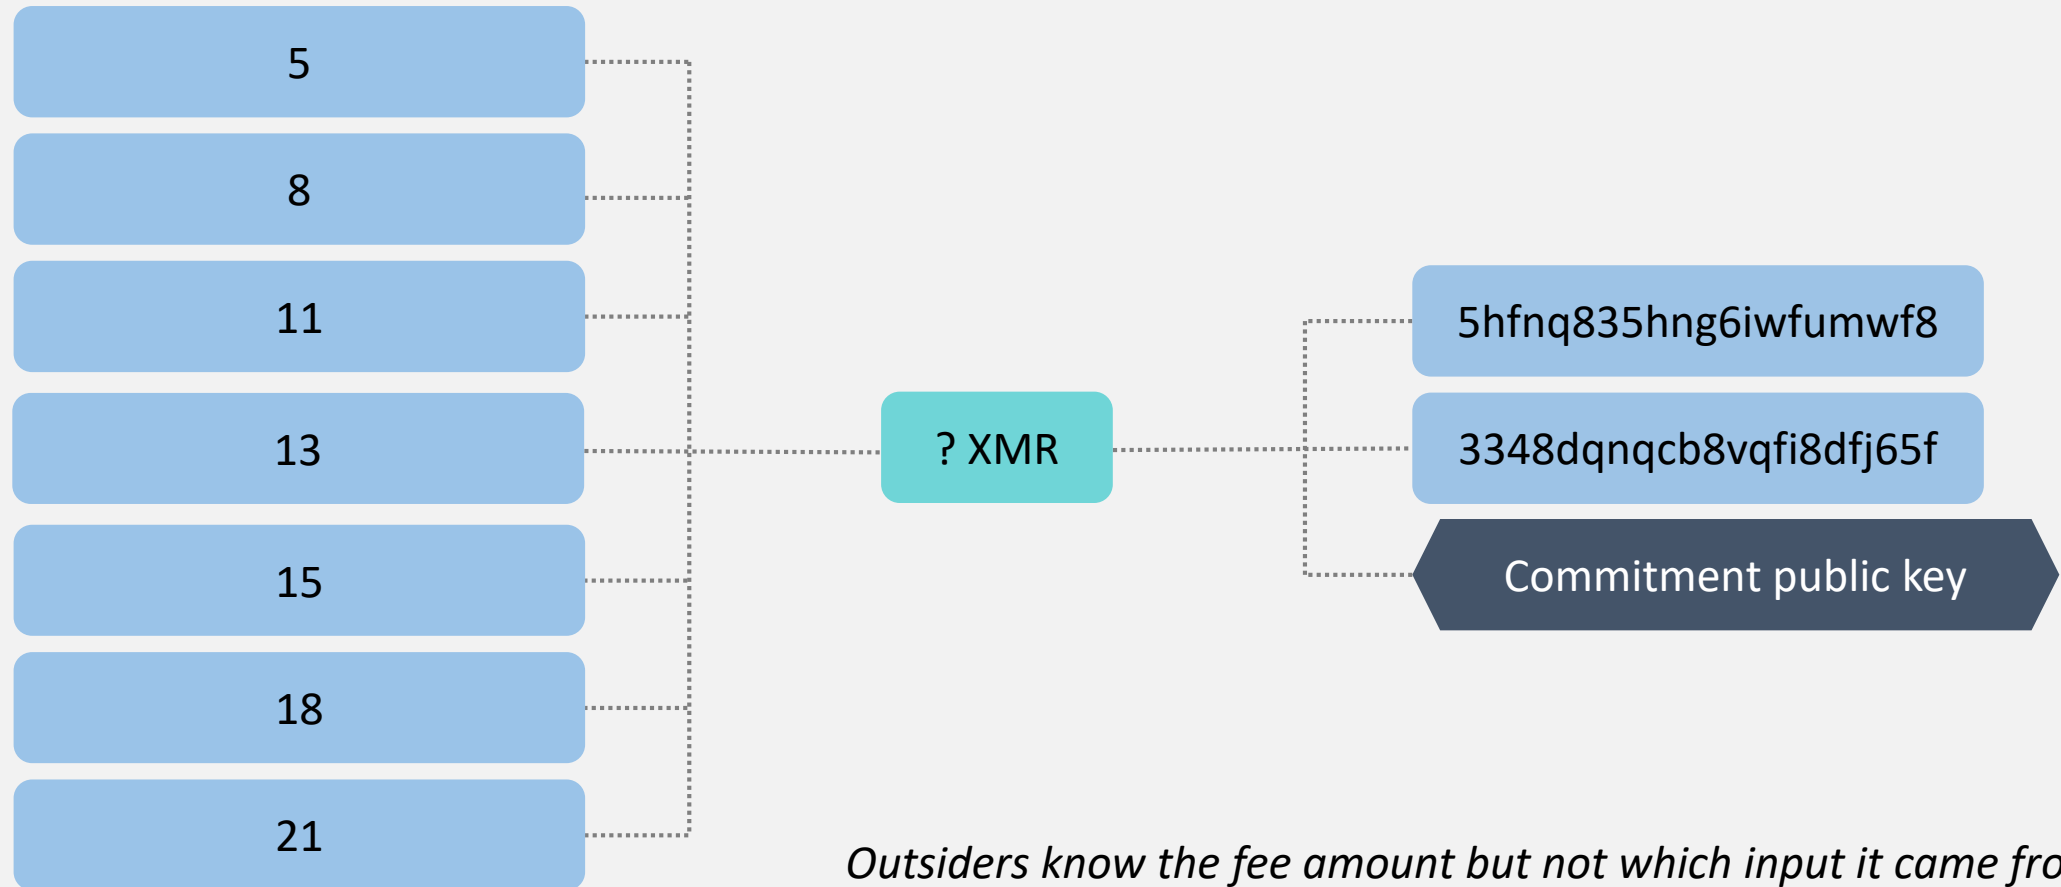 5
8
11
13
15
18
21
? XMR
5hfnq835hng6iwfumwf8
3348dqnqcb8vqfi8dfj65f
Commitment public key
Outsiders know the fee amount but not which input it came